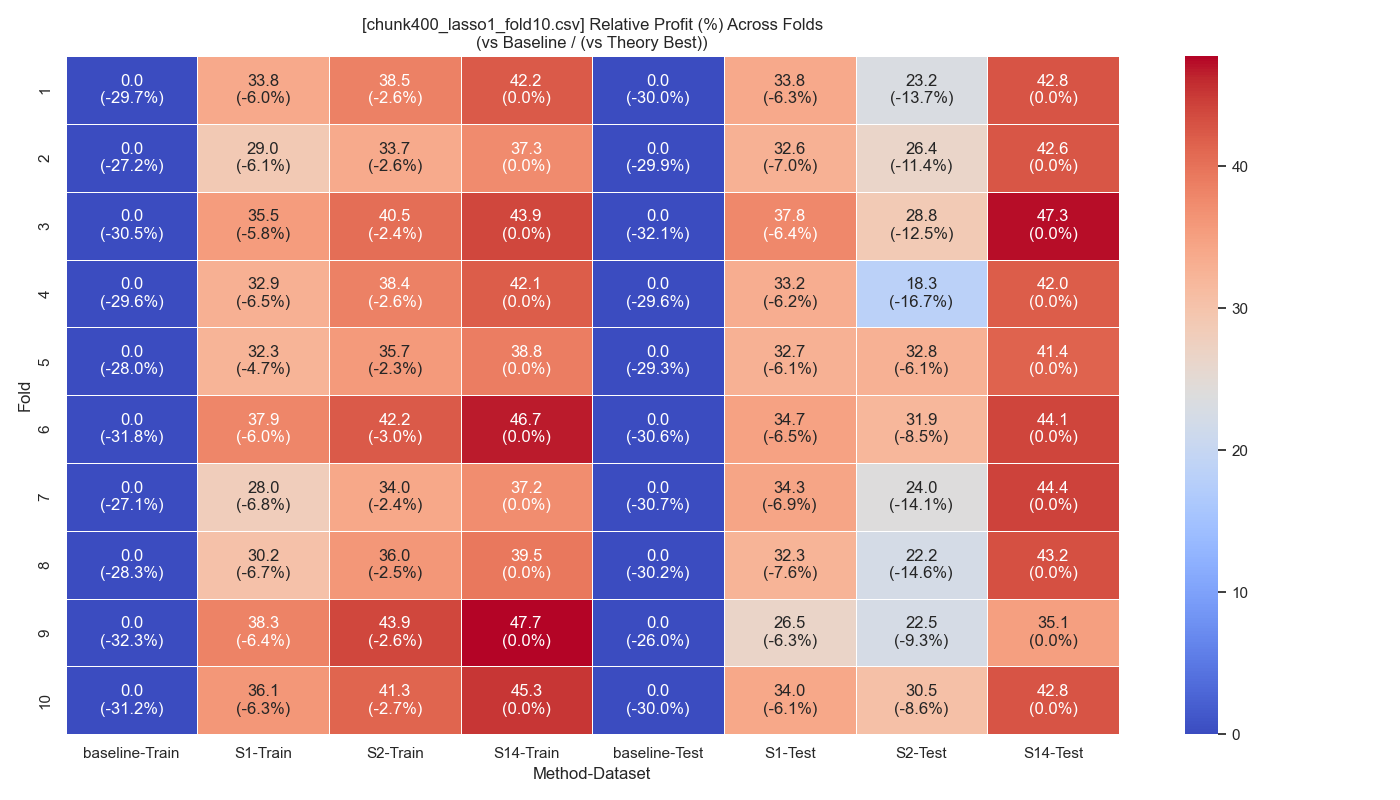 [chunk400_lasso1_fold10.csv] Relative Profit (%) Across Folds
(vs Baseline / (vs Theory Best))
Fold
1
0.0 33.8 38.5 42.2 0.0 33.8 23.2 42.8
(-29.7%) (-6.0%) (-2.6%) (0.0%) (-30.0%) (-6.3%) (-13.7%) (0.0%)
2
0.0 29.0 33.7 37.3 0.0 32.6 26.4 42.6
(-27.2%) (-6.1%) (-2.6%) (0.0%) (-29.9%) (-7.0%) (-11.4%) (0.0%)
3
0.0 35.5 40.5 43.9 0.0 37.8 28.8 47.3
(-30.5%) (-5.8%) (-2.4%) (0.0%) (-32.1%) (-6.4%) (-12.5%) (0.0%)
4
0.0 32.9 38.4 42.1 0.0 33.2 18.3 42.0
(-29.6%) (-6.5%) (-2.6%) (0.0%) (-29.6%) (-6.2%) (-16.7%) (0.0%)
5
0.0 32.3 35.7 38.8 0.0 32.7 32.8 41.4
(-28.0%) (-4.7%) (-2.3%) (0.0%) (-29.3%) (-6.1%) (-6.1%) (0.0%)
6
0.0 37.9 42.2 46.7 0.0 34.7 31.9 44.1
(-31.8%) (-6.0%) (-3.0%) (0.0%) (-30.6%) (-6.5%) (-8.5%) (0.0%)
7
0.0 28.0 34.0 37.2 0.0 34.3 24.0 44.4
(-27.1%) (-6.8%) (-2.4%) (0.0%) (-30.7%) (-6.9%) (-14.1%) (0.0%)
8
0.0 30.2 36.0 39.5 0.0 32.3 22.2 43.2
(-28.3%) (-6.7%) (-2.5%) (0.0%) (-30.2%) (-7.6%) (-14.6%) (0.0%)
9
0.0 38.3 43.9 47.7 0.0 26.5 22.5 35.1
(-32.3%) (-6.4%) (-2.6%) (0.0%) (-26.0%) (-6.3%) (-9.3%) (0.0%)
10
0.0 36.1 41.3 45.3 0.0 34.0 30.5 42.8
(-31.2%) (-6.3%) (-2.7%) (0.0%) (-30.0%) (-6.1%) (-8.6%) (0.0%)
baseline-Train S1-Train S2-Train S14-Train baseline-Test S1-Test S2-Test S14-Test
Method-Dataset
40
30
20
10
0